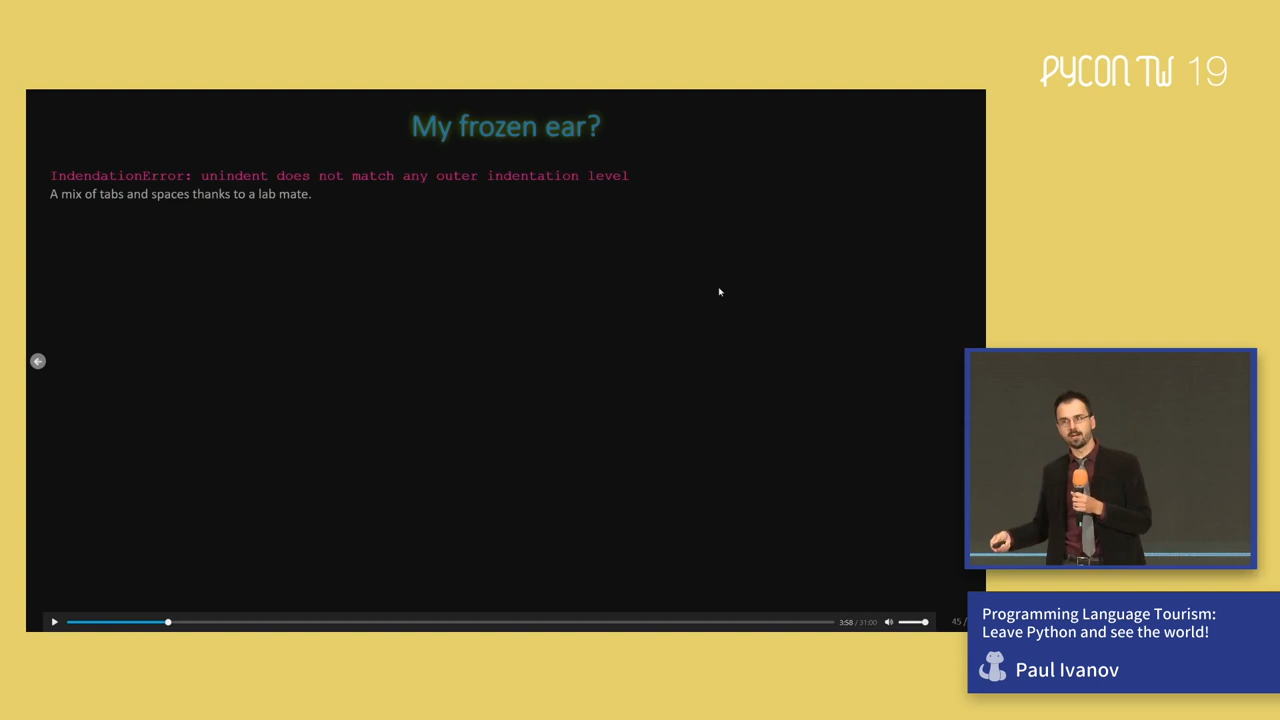 PYCON TW 19
My frozen ear?
IndendationError: unindent does not match any outer indentation level
A mix of tabs and spaces thanks to a lab mate.
3:58 / 31:00
45 /
Programming Language Tourism:
Leave Python and see the world!
Paul Ivanov